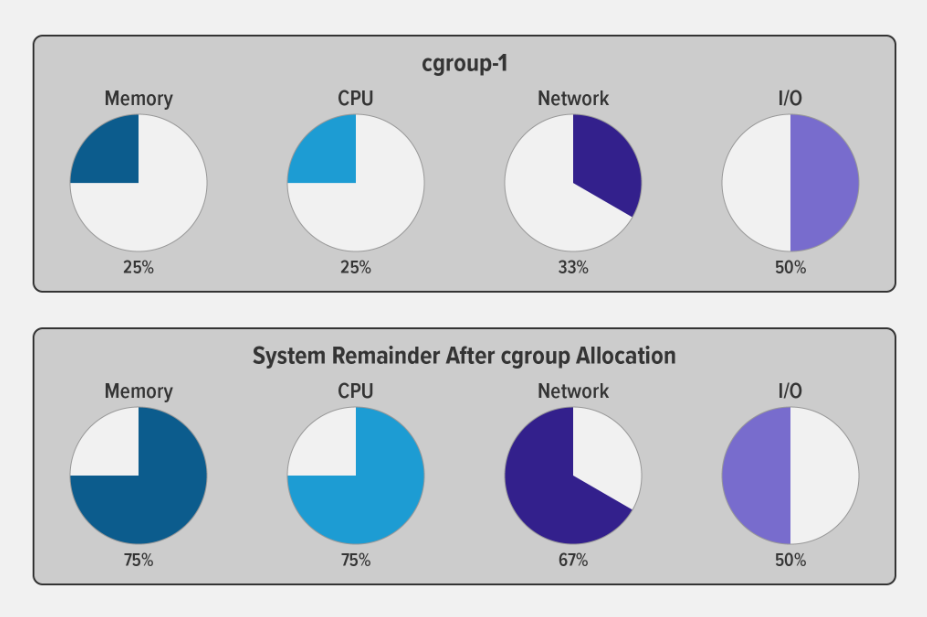 cgroup-1
Memory CPU Network I/O
25% 25% 33% 50%
System Remainder After cgroup Allocation
Memory CPU Network I/O
75% 75% 67% 50%